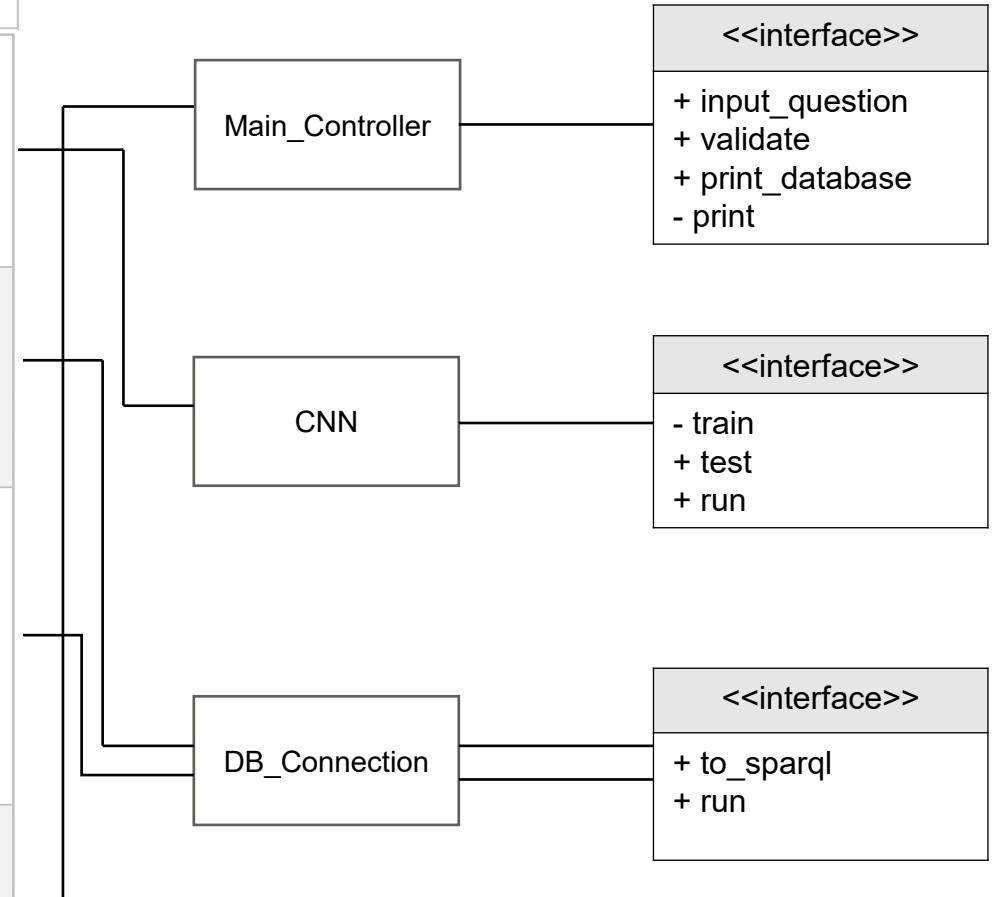 <<interface>>
Main_Controller
+ input_question
+ validate
+ print_database
- print
<<interface>>
CNN
- train
+ test
+ run
<<interface>>
DB_Connection
+ to_sparql
+ run